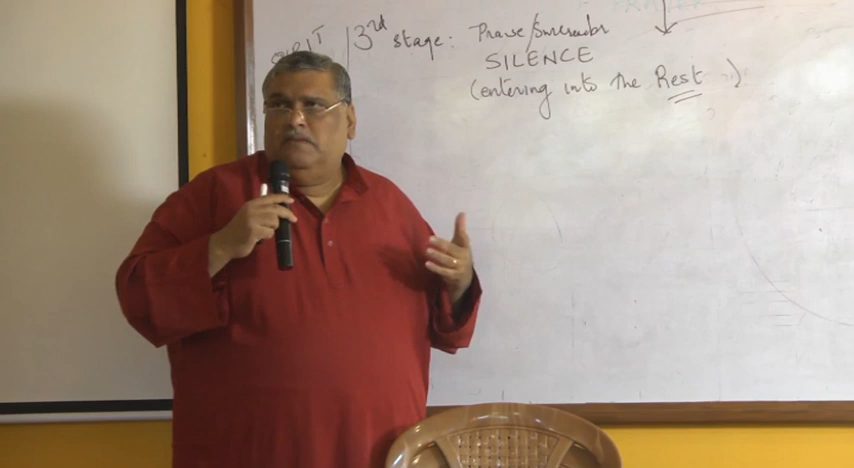 3rd stage: Praise/Surrender
SILENCE
(entering into the Rest)